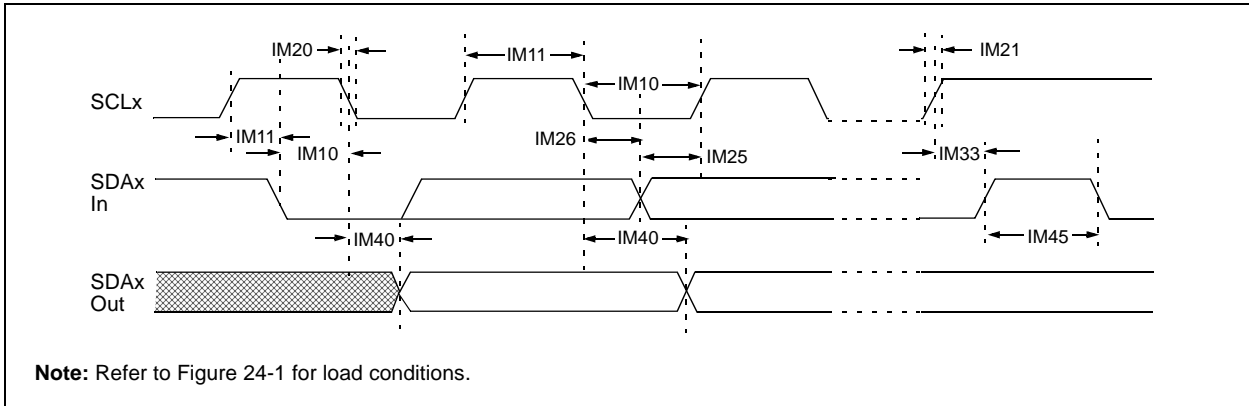 IM20
IM11
IM21
SCLx
IM10
IM11
IM26
IM10
IM25
IM33
SDAx
In
IM40
IM40
IM45
SDAx
Out
Note: Refer to Figure 24-1 for load conditions.